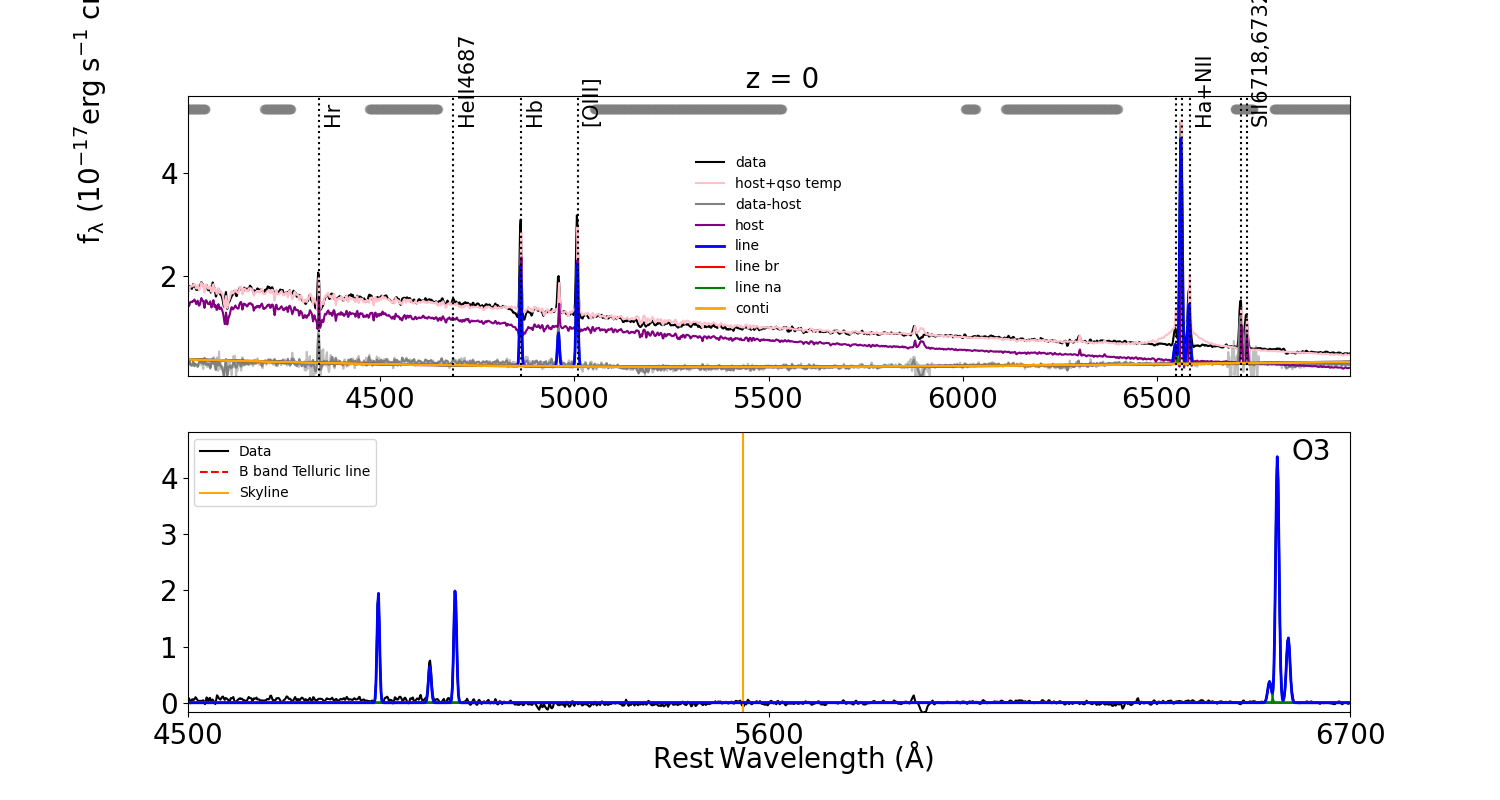 z = 0
f_λ (10^−17 erg s^−1
Hr
HeII4687
Hb
[OIII]
Ha+NII
SII6718,6732
4
2
data
host+qso temp
data-host
host
line
line br
line na
conti
4500 5000 5500 6000 6500
Data
B band Telluric line
Skyline
O3
4
3
2
1
0
4500 5600 6700
Rest Wavelength (Å)